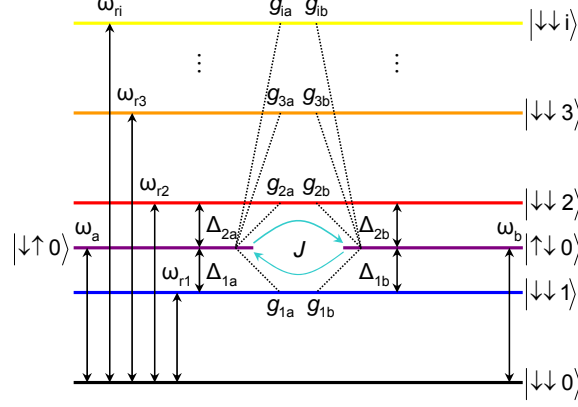 ω_ri g_ia g_ib |↓↓ i⟩
⋮ ⋮
ω_r3 g_3a g_3b |↓↓ 3⟩
ω_r2 g_2a g_2b |↓↓ 2⟩
ω_a Δ_2a Δ_2b ω_b
|↓↑ 0⟩ J |↑↓ 0⟩
ω_r1 Δ_1a Δ_1b
g_1a g_1b |↓↓ 1⟩
|↓↓ 0⟩